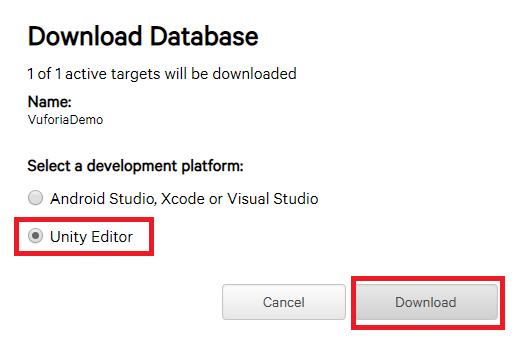 Download Database
1 of 1 active targets will be downloaded
Name:
VuforiaDemo
Select a development platform:
Android Studio, Xcode or Visual Studio
Unity Editor
Cancel
Download